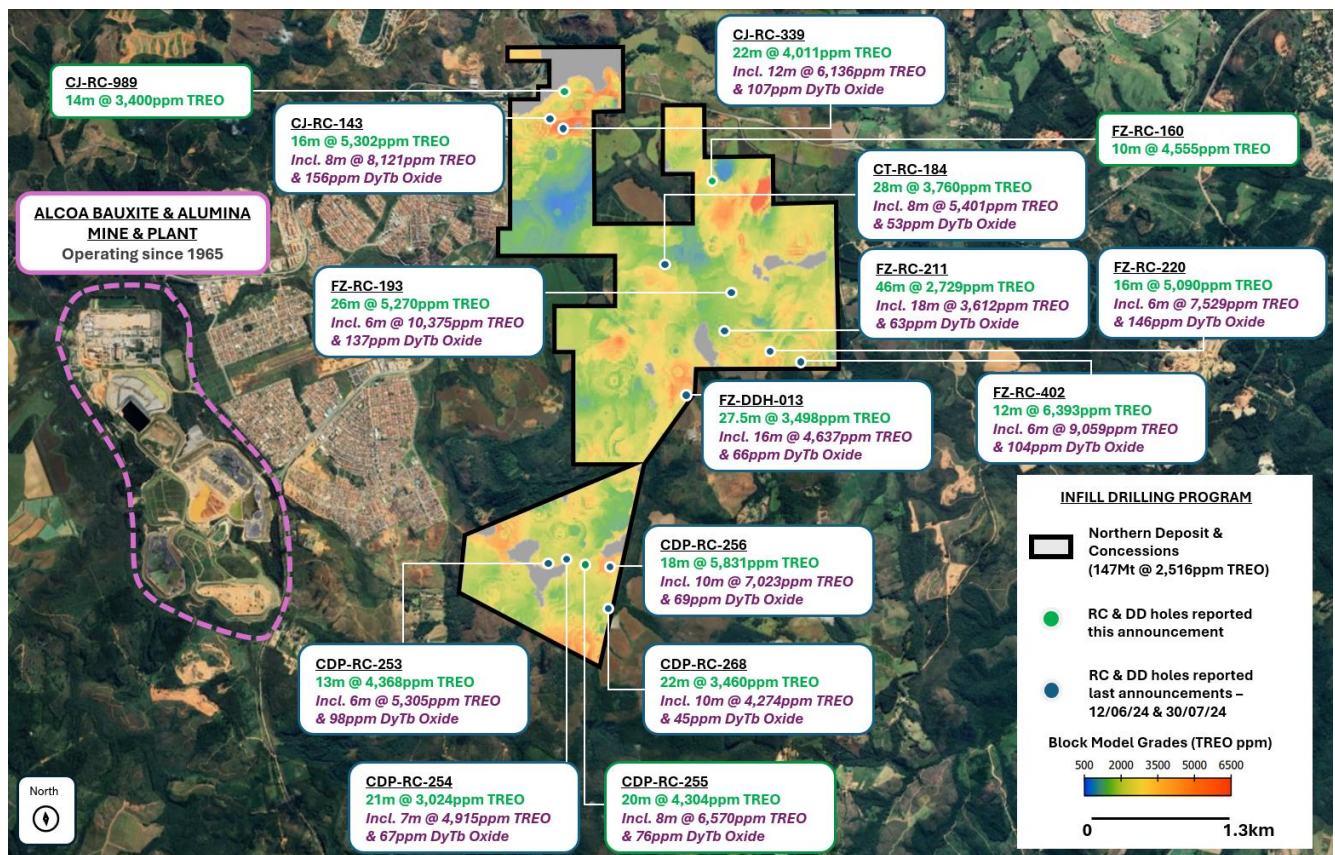 CJ-RC-339
22m @ 4,011ppm TREO
Incl. 12m @ 6,136ppm TREO
& 107ppm DyTb Oxide
CJ-RC-989
14m @ 3,400ppm TREO
CJ-RC-143
16m @ 5,302ppm TREO
Incl. 8m @ 8,121ppm TREO
& 156ppm DyTb Oxide
FZ-RC-160
10m @ 4,555ppm TREO
CT-RC-184
28m @ 3,760ppm TREO
Incl. 8m @ 5,401ppm TREO
& 53ppm DyTb Oxide
ALCOA BAUXITE & ALUMINA
MINE & PLANT
Operating since 1965
FZ-RC-193
26m @ 5,270ppm TREO
Incl. 6m @ 10,375ppm TREO
& 137ppm DyTb Oxide
FZ-RC-211
46m @ 2,729ppm TREO
Incl. 18m @ 3,612ppm TREO
& 63ppm DyTb Oxide
FZ-RC-220
16m @ 5,090ppm TREO
Incl. 6m @ 7,529ppm TREO
& 146ppm DyTb Oxide
FZ-DDH-013
27.5m @ 3,498ppm TREO
Incl. 16m @ 4,637ppm TREO
& 66ppm DyTb Oxide
FZ-RC-402
12m @ 6,393ppm TREO
Incl. 6m @ 9,059ppm TREO
& 104ppm DyTb Oxide
CDP-RC-256
18m @ 5,831ppm TREO
Incl. 10m @ 7,023ppm TREO
& 69ppm DyTb Oxide
CDP-RC-253
13m @ 4,368ppm TREO
Incl. 6m @ 5,305ppm TREO
& 98ppm DyTb Oxide
CDP-RC-268
22m @ 3,460ppm TREO
Incl. 10m @ 4,274ppm TREO
& 45ppm DyTb Oxide
CDP-RC-254
21m @ 3,024ppm TREO
Incl. 7m @ 4,915ppm TREO
& 67ppm DyTb Oxide
CDP-RC-255
20m @ 4,304ppm TREO
Incl. 8m @ 6,570ppm TREO
& 76ppm DyTb Oxide
INFILL DRILLING PROGRAM
Northern Deposit &
Concessions
(147Mt @ 2,516ppm TREO)
RC & DD holes reported
this announcement
RC & DD holes reported
last announcements –
12/06/24 & 30/07/24
Block Model Grades (TREO ppm)
500 2000 3500 5000 6500
0 1.3km
North